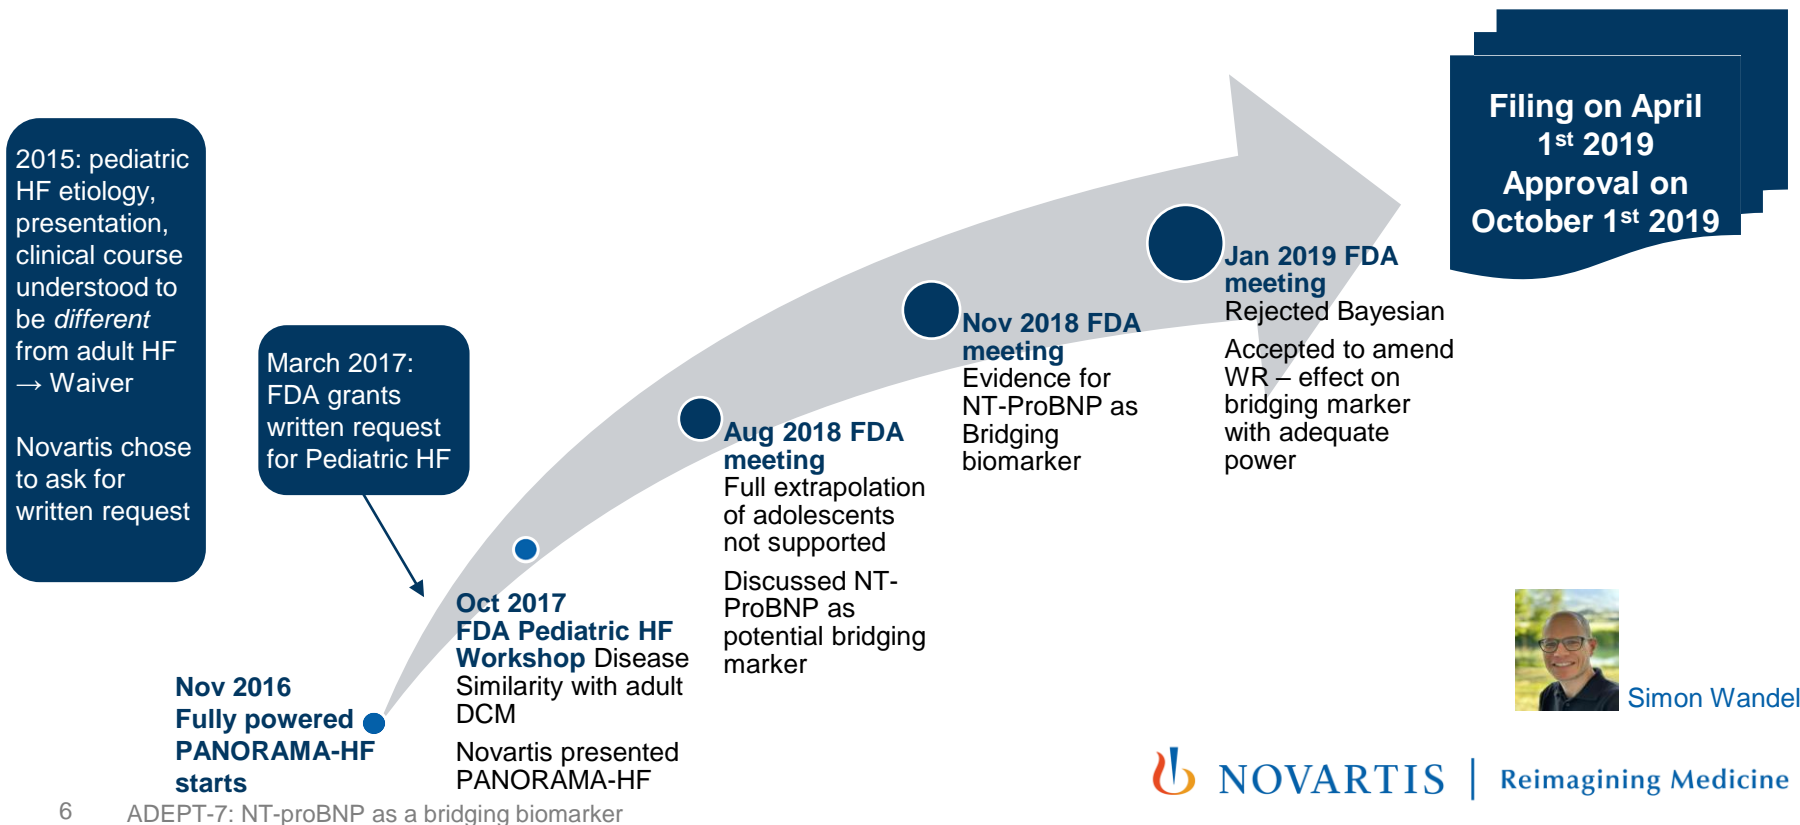 2015: pediatric
HF etiology,
presentation,
clinical course
understood to
be different
from adult HF
→ Waiver
Novartis chose
to ask for
written request
March 2017:
FDA grants
written request
for Pediatric HF
Nov 2016
Fully powered
PANORAMA-HF
starts
Oct 2017
FDA Pediatric HF
Workshop Disease
Similarity with adult
DCM
Novartis presented
PANORAMA-HF
Aug 2018 FDA
meeting
Full extrapolation
of adolescents
not supported
Discussed NT-
ProBNP as
potential bridging
marker
Nov 2018 FDA
meeting
Evidence for
NT-ProBNP as
Bridging
biomarker
Jan 2019 FDA
meeting
Rejected Bayesian
Accepted to amend
WR – effect on
bridging marker
with adequate
power
Filing on April
1st 2019
Approval on
October 1st 2019
Simon Wandel
NOVARTIS | Reimagining Medicine
6 ADEPT-7: NT-proBNP as a bridging biomarker